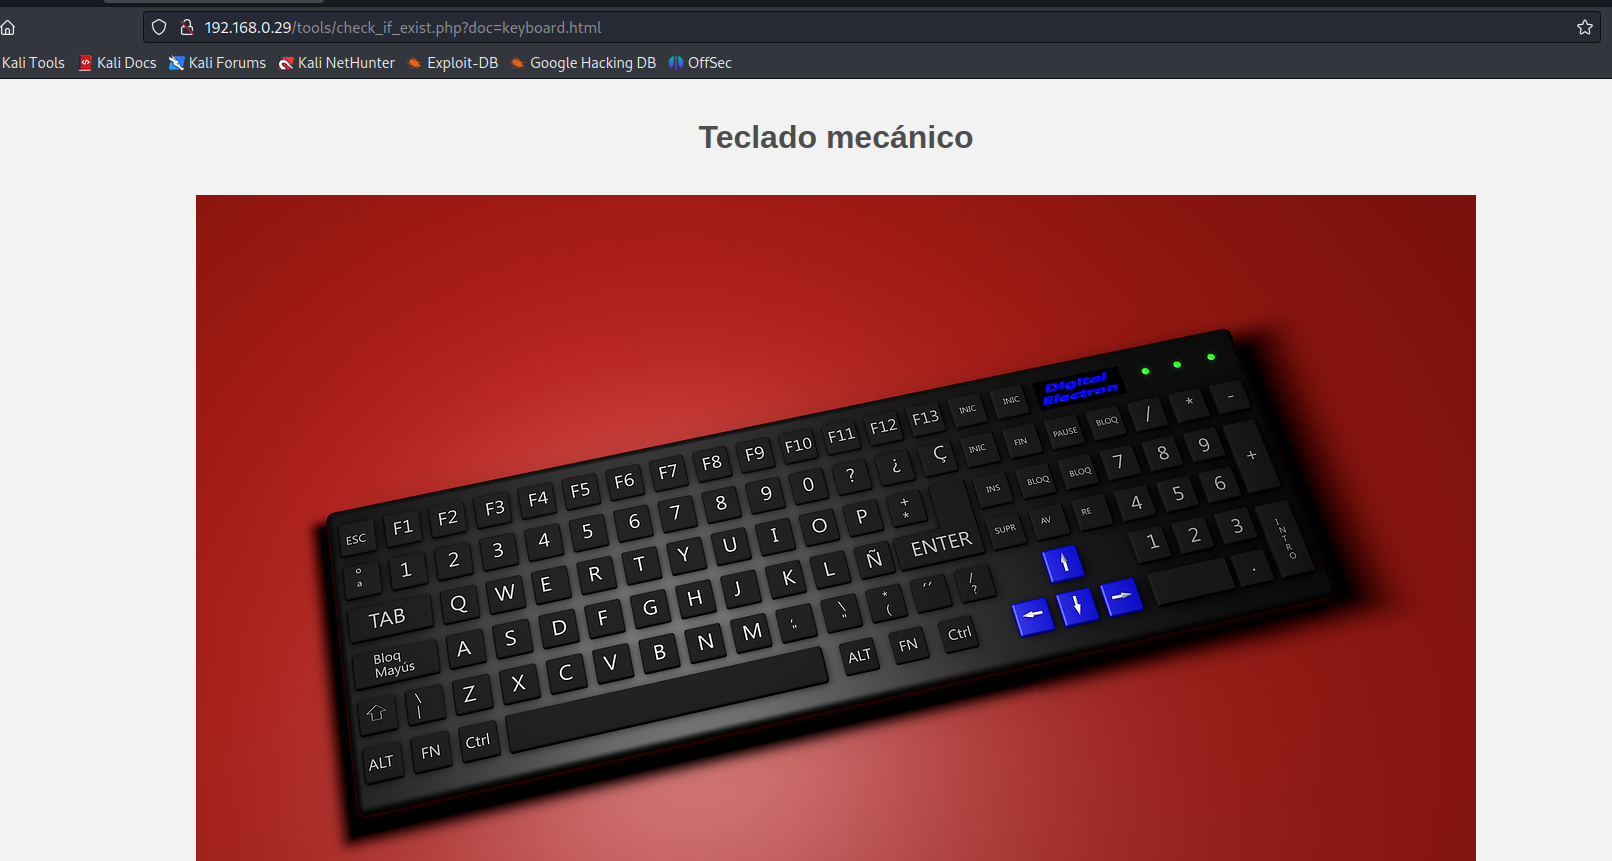 192.168.0.29/tools/check_if_exist.php?doc=keyboard.html
Kali Tools Kali Docs Kali Forums Kali NetHunter Exploit-DB Google Hacking DB OffSec
Teclado mecánico
Digital
Electron
ESC F1 F2 F3 F4 F5 F6 F7 F8 F9 F10 F11 F12 F13 INIC INIC
º
ª 1 2 3 4 5 6 7 8 9 0 ? ¿ Ç INIC FIN PAUSE BLOQ / * -
TAB Q W E R T Y U I O P + * ENTER INS BLOQ BLOQ 7 8 9 +
Bloq
Mayús A S D F G H J K L Ñ SUPR AV RE 4 5 6
\ | Z X C V B N M ' " \ " * ( ´´ / ? 1 2 3 INTRO
ALT FN Ctrl ALT FN Ctrl .